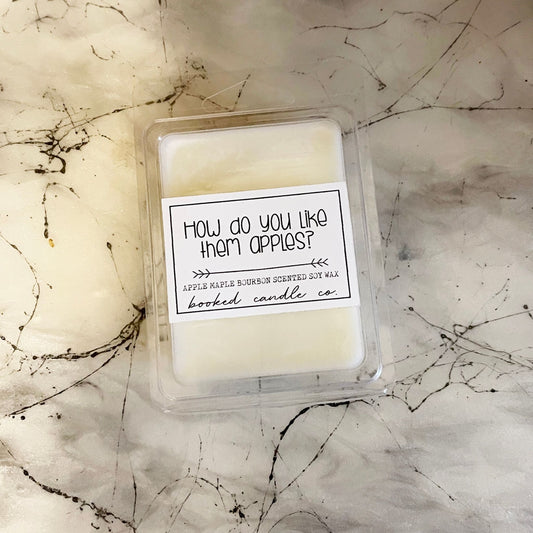 How do you like
them apples?
APPLE MAPLE BOURBON SCENTED SOY WAX
booked candle co.